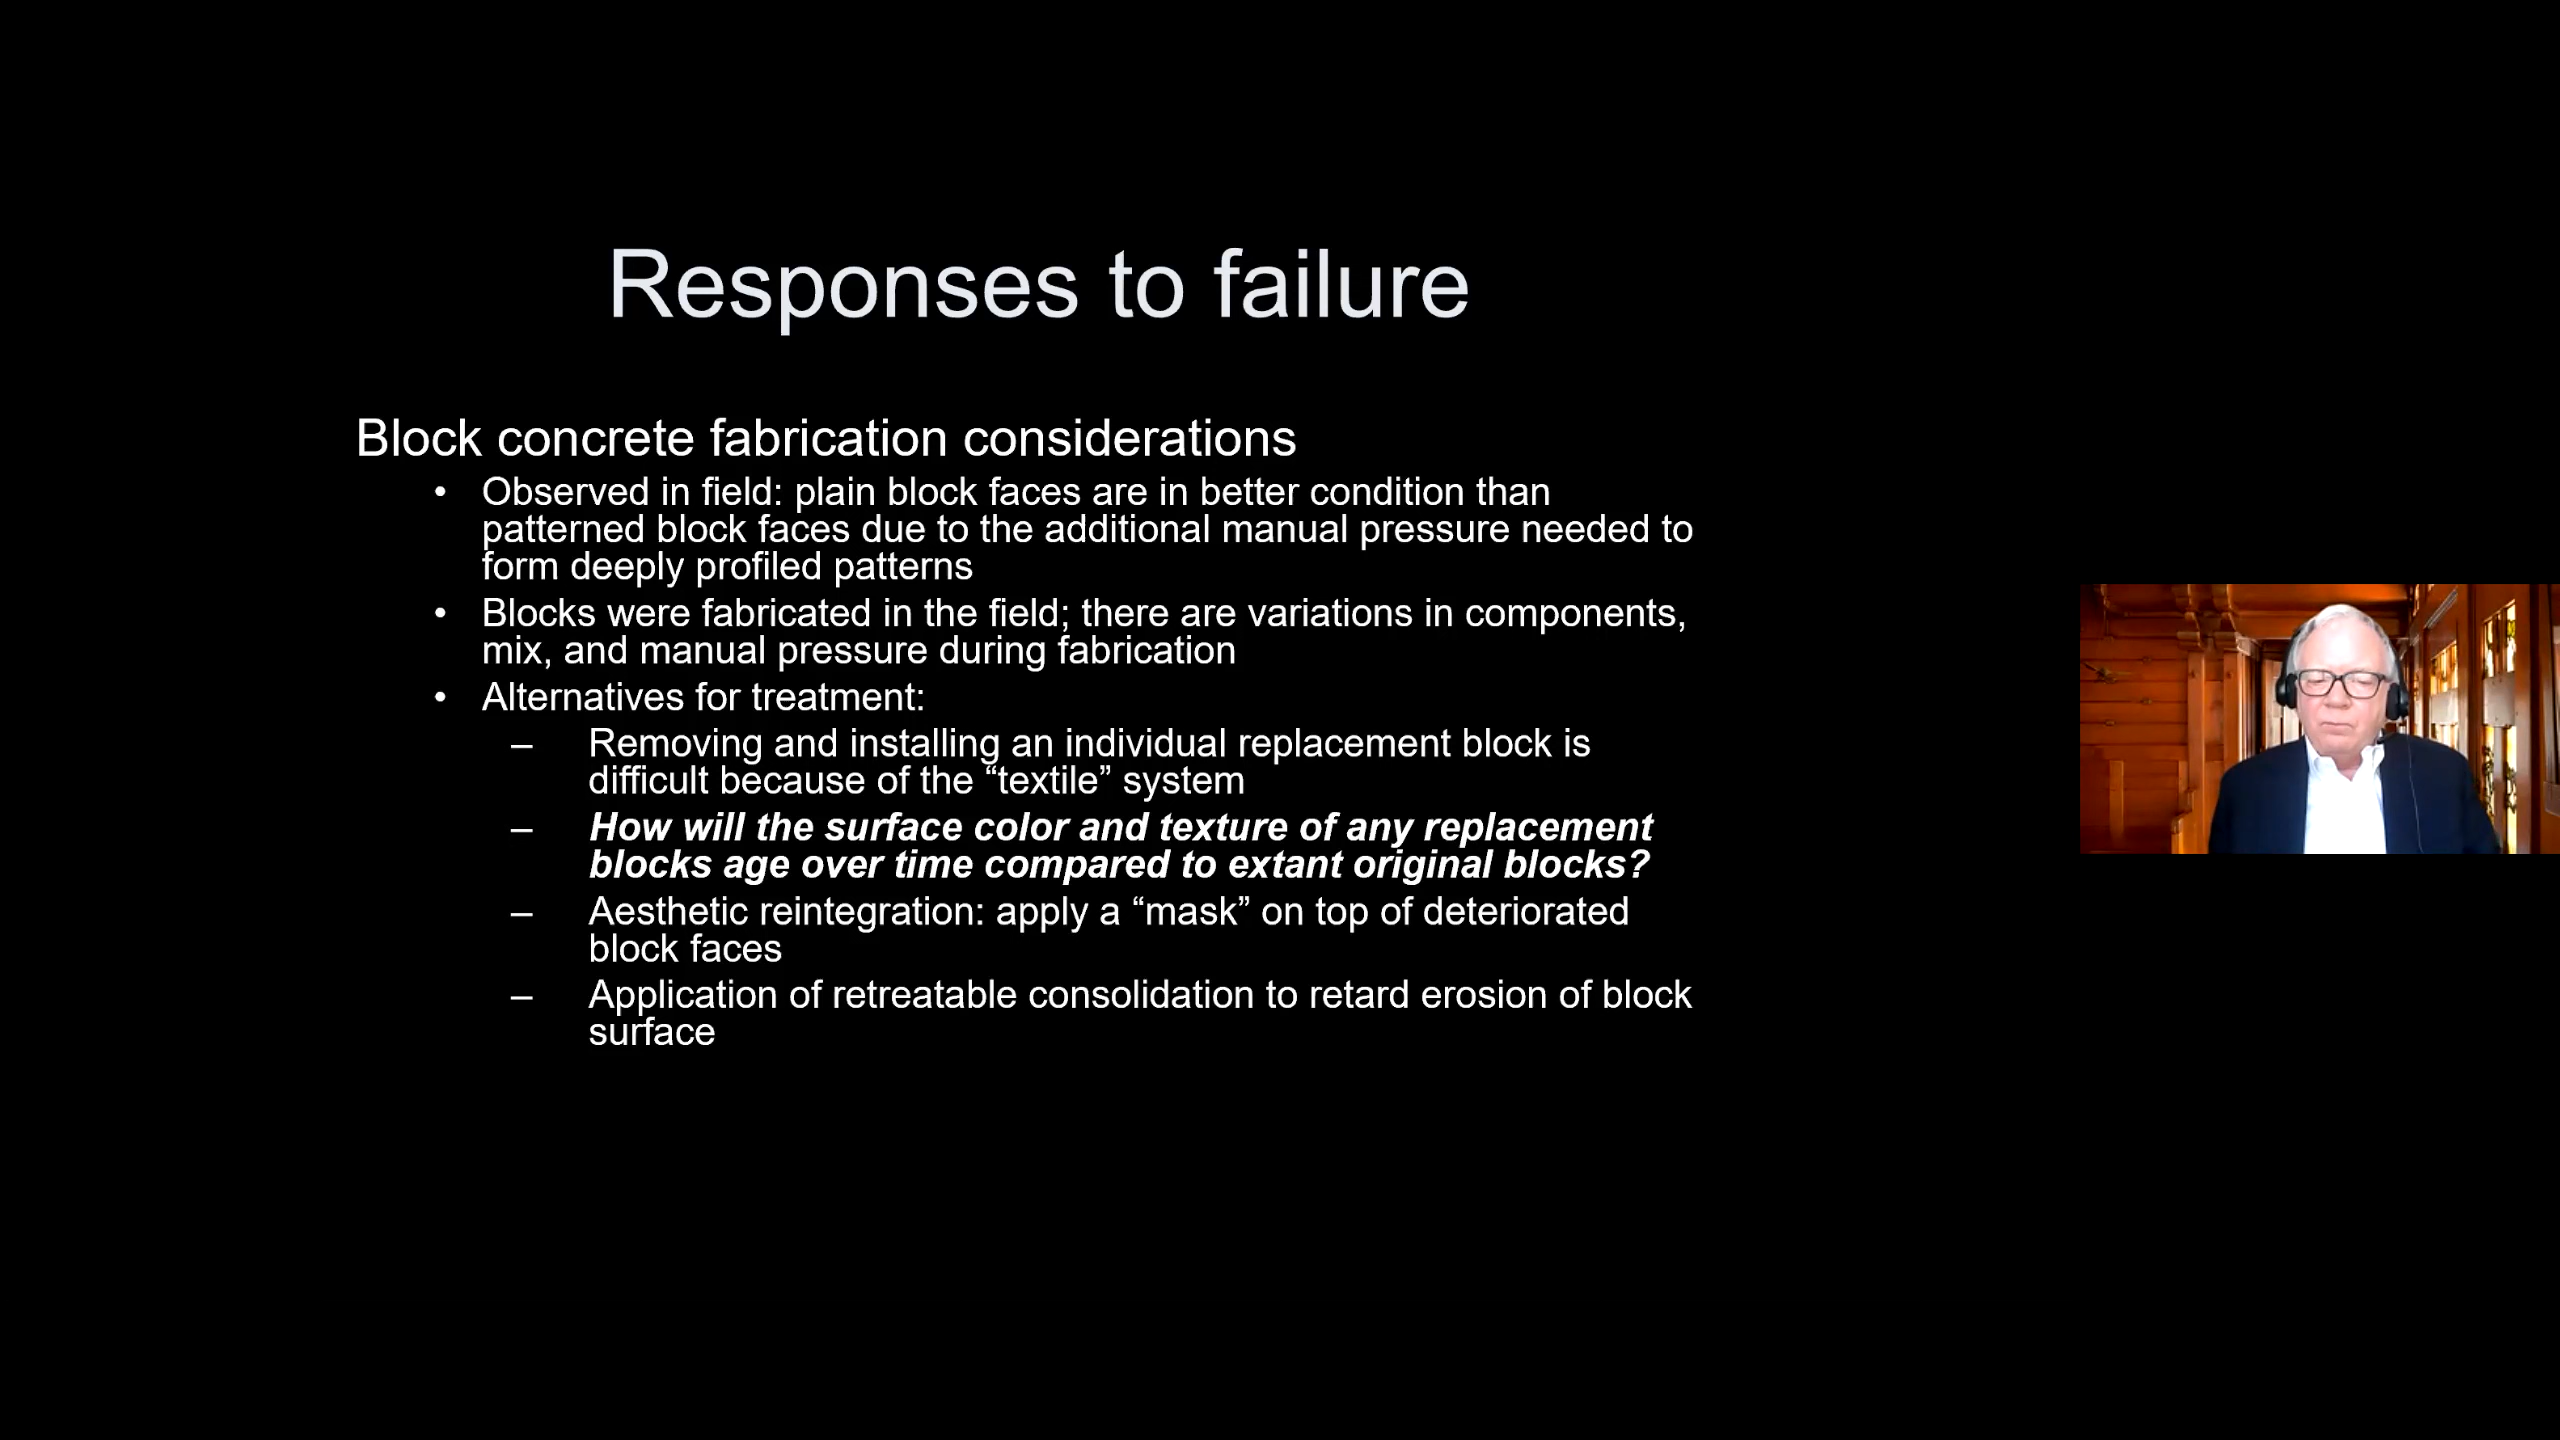 Responses to failure
Block concrete fabrication considerations
• Observed in field: plain block faces are in better condition than
patterned block faces due to the additional manual pressure needed to
form deeply profiled patterns
• Blocks were fabricated in the field; there are variations in components,
mix, and manual pressure during fabrication
• Alternatives for treatment:
– Removing and installing an individual replacement block is
difficult because of the “textile” system
– How will the surface color and texture of any replacement
blocks age over time compared to extant original blocks?
– Aesthetic reintegration: apply a “mask” on top of deteriorated
block faces
– Application of retreatable consolidation to retard erosion of block
surface